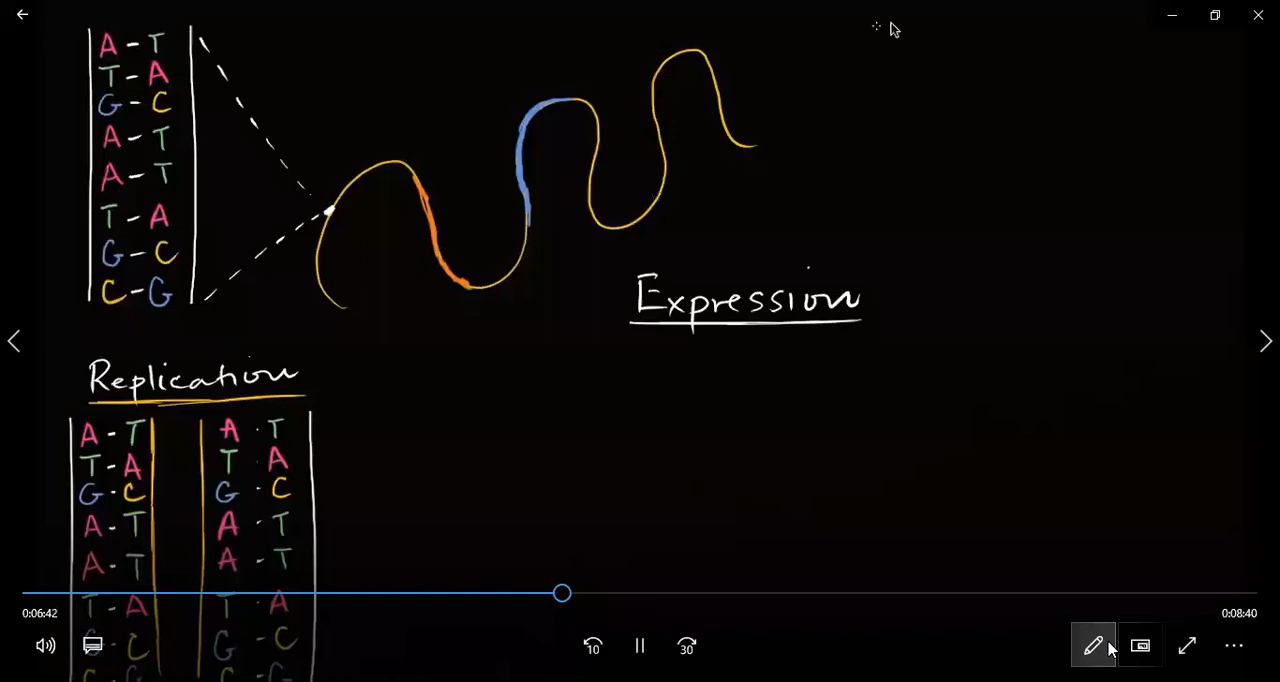 A - T
T - A
G - C
A - T
A - T
T - A
G - C
C - G
Expression
Replication
A - T A · T
T - A T · A
G - C G · C
A - T A · T
A - T A - T
T - A T · A
G - C G - C
C - G C - G
0:06:42 0:08:40
10 30